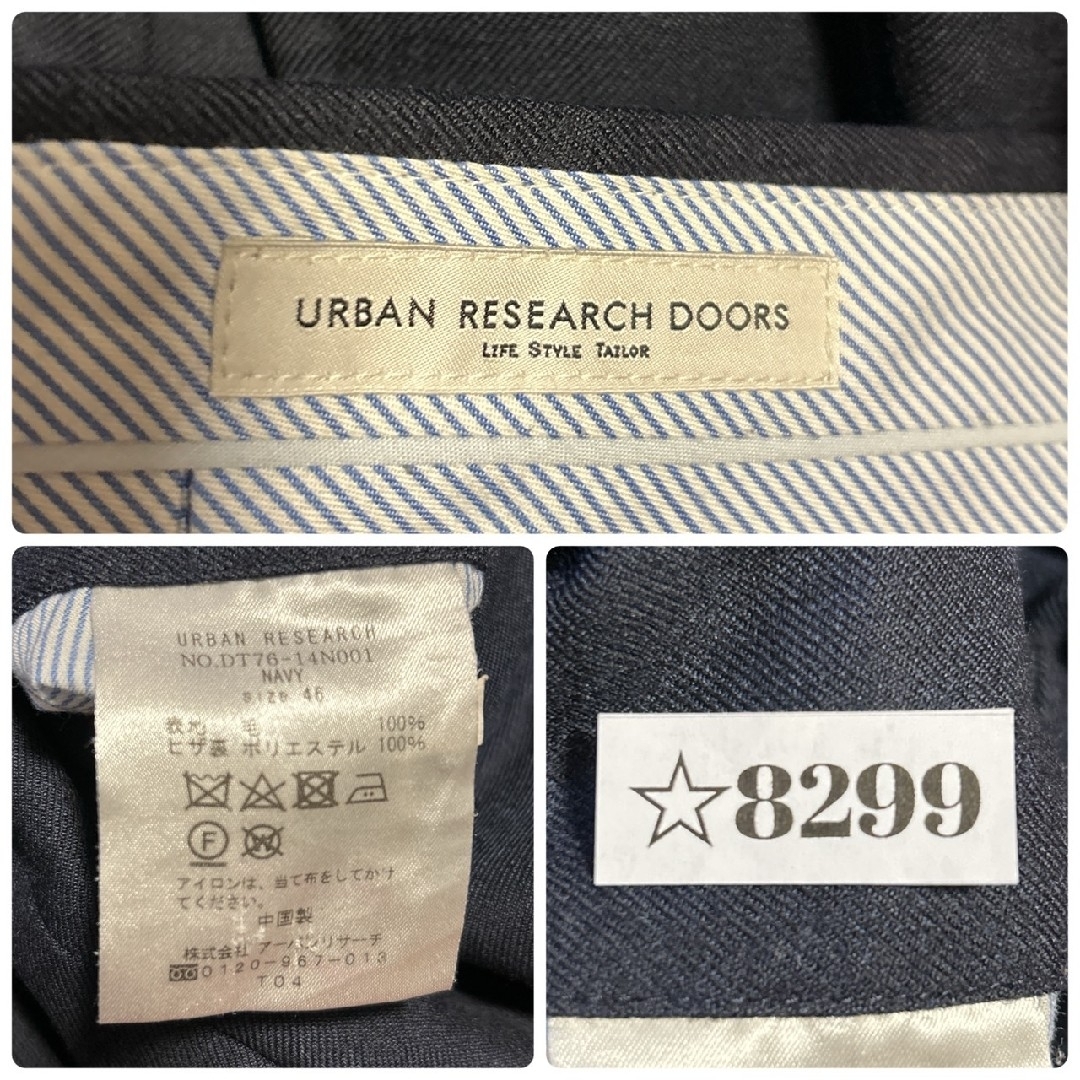 URBAN RESEARCH DOORS
LIFE STYLE TAILOR
URBAN RESEARCH
NO.DT76-14N001
NAVY
size 46
表地 毛 100%
ヒザ裏 ポリエステル 100%
F
W
アイロンは、当て布をしてかけ
てください。
中国製
株式会社 アーバンリサーチ
0120-967-013
T04
☆8299